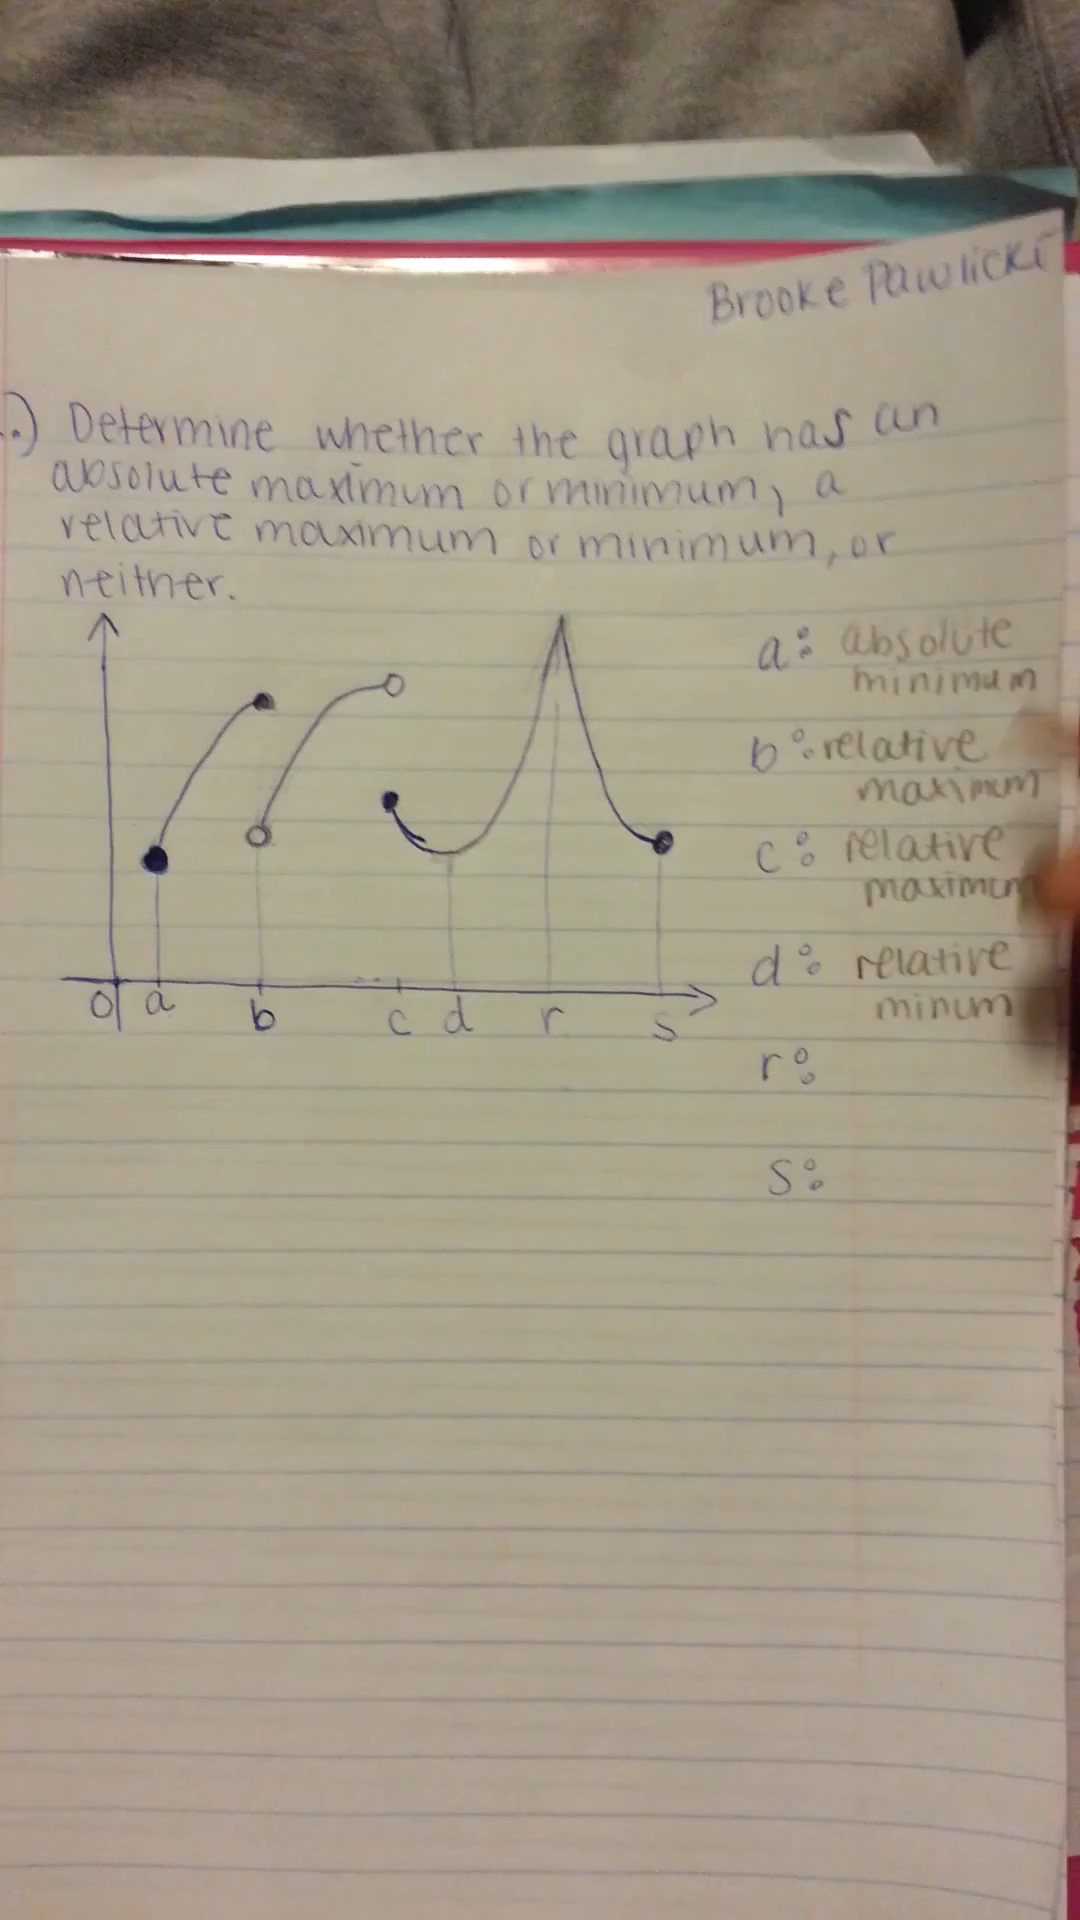 Brooke Pawlicki
.) Determine whether the graph has an
absolute maximum or minimum, a
relative maximum or minimum, or
neither.
a: absolute
minimum
b: relative
maximum
c: relative
maximum
d: relative
minum
r:
s:
0 a b c d r s